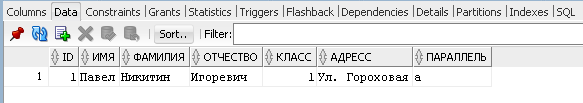 Columns Data Constraints Grants Statistics Triggers Flashback Dependencies Details Partitions Indexes SQL
Sort.. Filter:
ID ИМЯ ФАМИЛИЯ ОТЧЕСТВО КЛАСС АДРЕСС ПАРАЛЛЕЛЬ
1 1 Павел Никитин Игоревич 1 Ул. Гороховая а